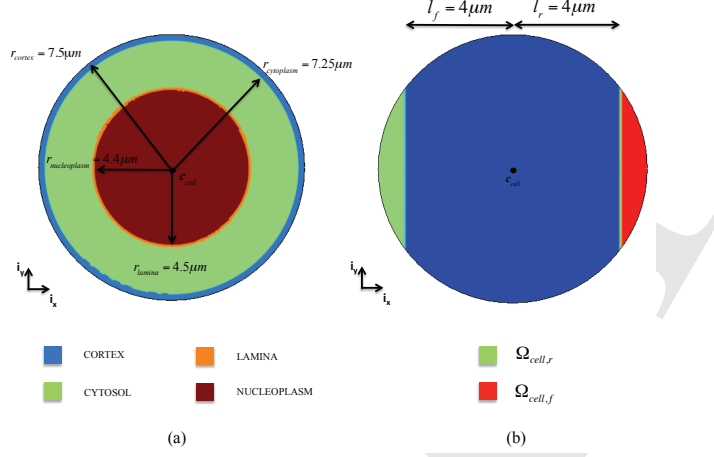 l_f = 4μm
l_r = 4μm
r_cortex = 7.5μm
r_cytoplasm = 7.25μm
r_nucleoplasm = 4.4μm
c_cell
r_lamina = 4.5μm
i_y
i_x
c_cell
i_y
i_x
CORTEX
LAMINA
CYTOSOL
NUCLEOPLASM
Ω_cell,r
Ω_cell,f
(a)
(b)